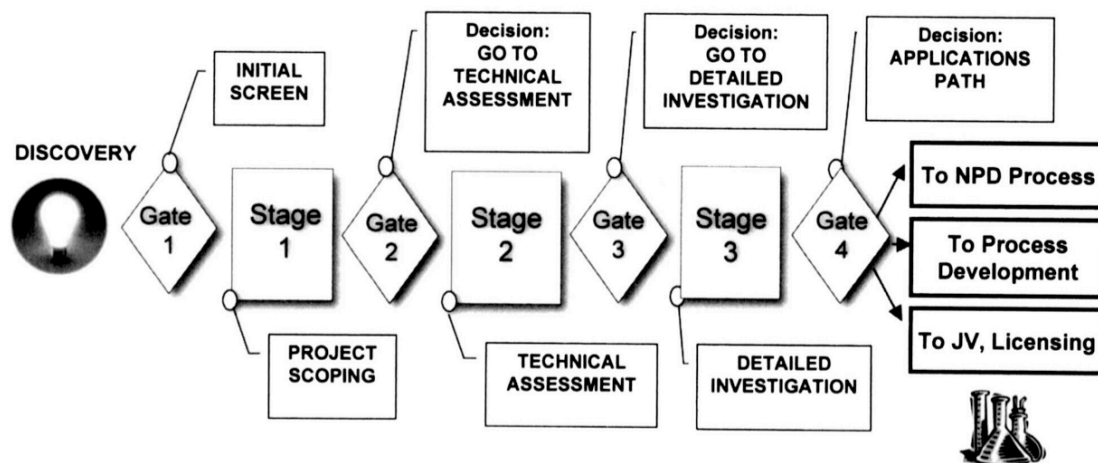 Decision:
GO TO
TECHNICAL
ASSESSMENT
Decision:
GO TO
DETAILED
INVESTIGATION
Decision:
APPLICATIONS
PATH
INITIAL
SCREEN
DISCOVERY
Gate
1
Stage
1
Gate
2
Stage
2
Gate
3
Stage
3
Gate
4
To NPD Process
To Process
Development
To JV, Licensing
PROJECT
SCOPING
TECHNICAL
ASSESSMENT
DETAILED
INVESTIGATION